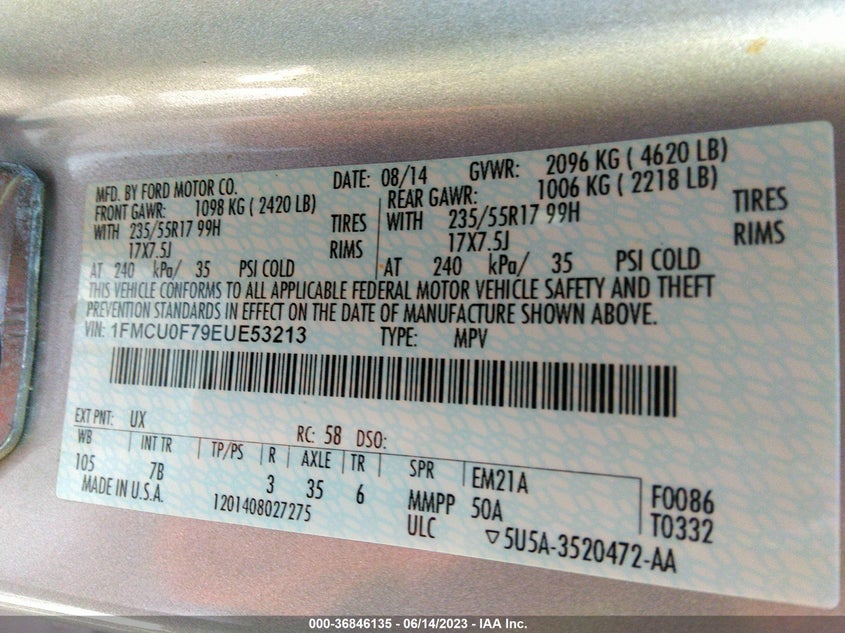 MFD. BY FORD MOTOR CO. DATE: 08/14 GVWR: 2096 KG ( 4620 LB)
FRONT GAWR: 1098 KG ( 2420 LB) REAR GAWR: 1006 KG ( 2218 LB)
WITH 235/55R17 99H TIRES WITH 235/55R17 99H TIRES
17X7.5J RIMS 17X7.5J RIMS
AT 240 kPa/ 35 PSI COLD AT 240 kPa/ 35 PSI COLD
THIS VEHICLE CONFORMS TO ALL APPLICABLE FEDERAL MOTOR VEHICLE SAFETY AND THEFT
PREVENTION STANDARDS IN EFFECT ON THE DATE OF MANUFACTURE SHOWN ABOVE.
VIN: 1FMCU0F79EUE53213 TYPE: MPV
EXT PNT: UX RC: 58 DSO:
WB INT TR TP/PS R AXLE TR SPR EM21A F0086
105 7B 3 35 6 MMPP 50A T0332
MADE IN U.S.A. 1201408027275 ULC ▽5U5A-3520472-AA
000-36846135 - 06/14/2023 - IAA Inc.